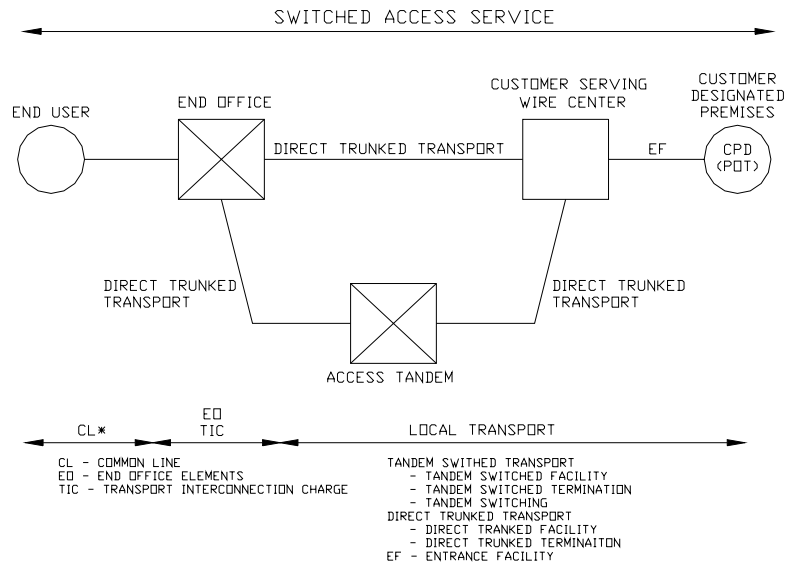 SWITCHED ACCESS SERVICE
END USER
END OFFICE
CUSTOMER SERVING
WIRE CENTER
CUSTOMER
DESIGNATED
PREMISES
DIRECT TRUNKED TRANSPORT
EF
CPD
(POT)
DIRECT TRUNKED
TRANSPORT
DIRECT TRUNKED
TRANSPORT
ACCESS TANDEM
CL*
EO
TIC
LOCAL TRANSPORT
CL - COMMON LINE
EO - END OFFICE ELEMENTS
TIC - TRANSPORT INTERCONNECTION CHARGE
TANDEM SWITHED TRANSPORT
- TANDEM SWITCHED FACILITY
- TANDEM SWITCHED TERMINATION
- TANDEM SWITCHING
DIRECT TRUNKED TRANSPORT
- DIRECT TRANKED FACILITY
- DIRECT TRUNKED TERMINAITON
EF - ENTRANCE FACILITY